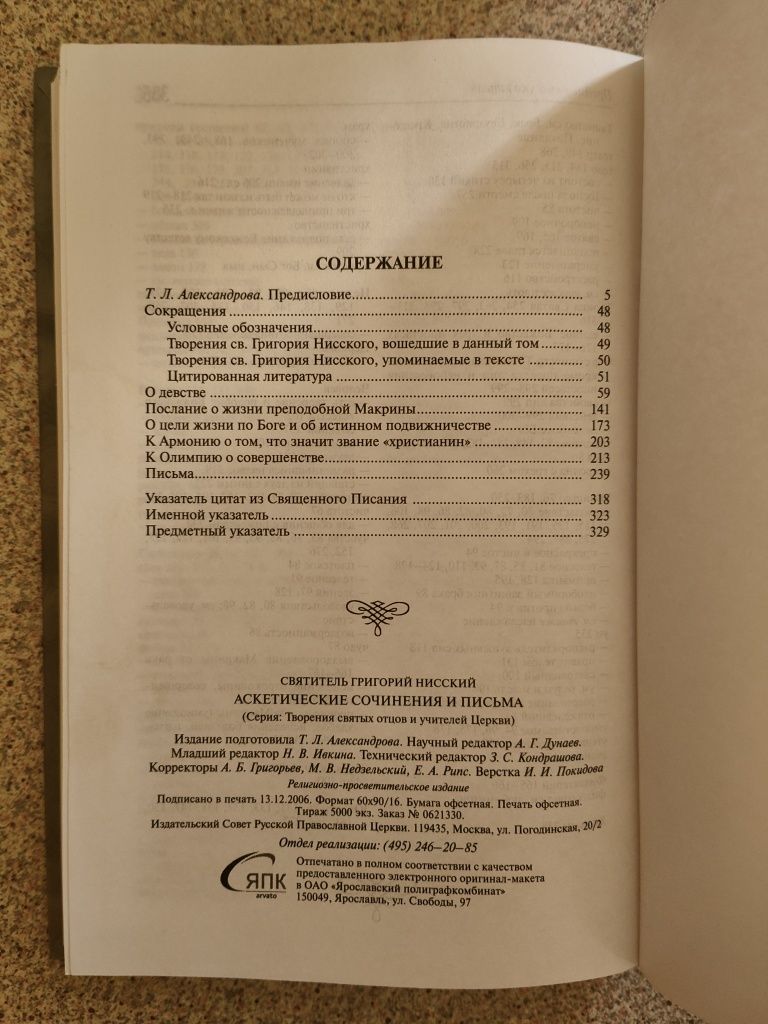 СОДЕРЖАНИЕ
Т. Л. Александрова. Предисловие........ 5
Сокращения........ 48
Условные обозначения........ 48
Творения св. Григория Нисского, вошедшие в данный том........ 49
Творения св. Григория Нисского, упоминаемые в тексте........ 50
Цитированная литература........ 51
О девстве........ 59
Послание о жизни преподобной Макрины........ 141
О цели жизни по Боге и об истинном подвижничестве........ 173
К Армонию о том, что значит звание «христианин»........ 203
К Олимпию о совершенстве........ 213
Письма........ 239
Указатель цитат из Священного Писания........ 318
Именной указатель........ 323
Предметный указатель........ 329
СВЯТИТЕЛЬ ГРИГОРИЙ НИССКИЙ
АСКЕТИЧЕСКИЕ СОЧИНЕНИЯ И ПИСЬМА
(Серия: Творения святых отцов и учителей Церкви)
Издание подготовила Т. Л. Александрова. Научный редактор А. Г. Дунаев.
Младший редактор Н. В. Ивкина. Технический редактор З. С. Кондрашова.
Корректоры А. Б. Григорьев, М. В. Недзельский, Е. А. Рипс. Верстка И. И. Покидова
Религиозно-просветительское издание
Подписано в печать 13.12.2006. Формат 60х90/16. Бумага офсетная. Печать офсетная.
Тираж 5000 экз. Заказ № 0621330.
Издательский Совет Русской Православной Церкви. 119435, Москва, ул. Погодинская, 20/2
Отдел реализации: (495) 246–20–85
ЯПК
arvato
Отпечатано в полном соответствии с качеством
предоставленного электронного оригинал-макета
в ОАО «Ярославский полиграфкомбинат»
150049, Ярославль, ул. Свободы, 97